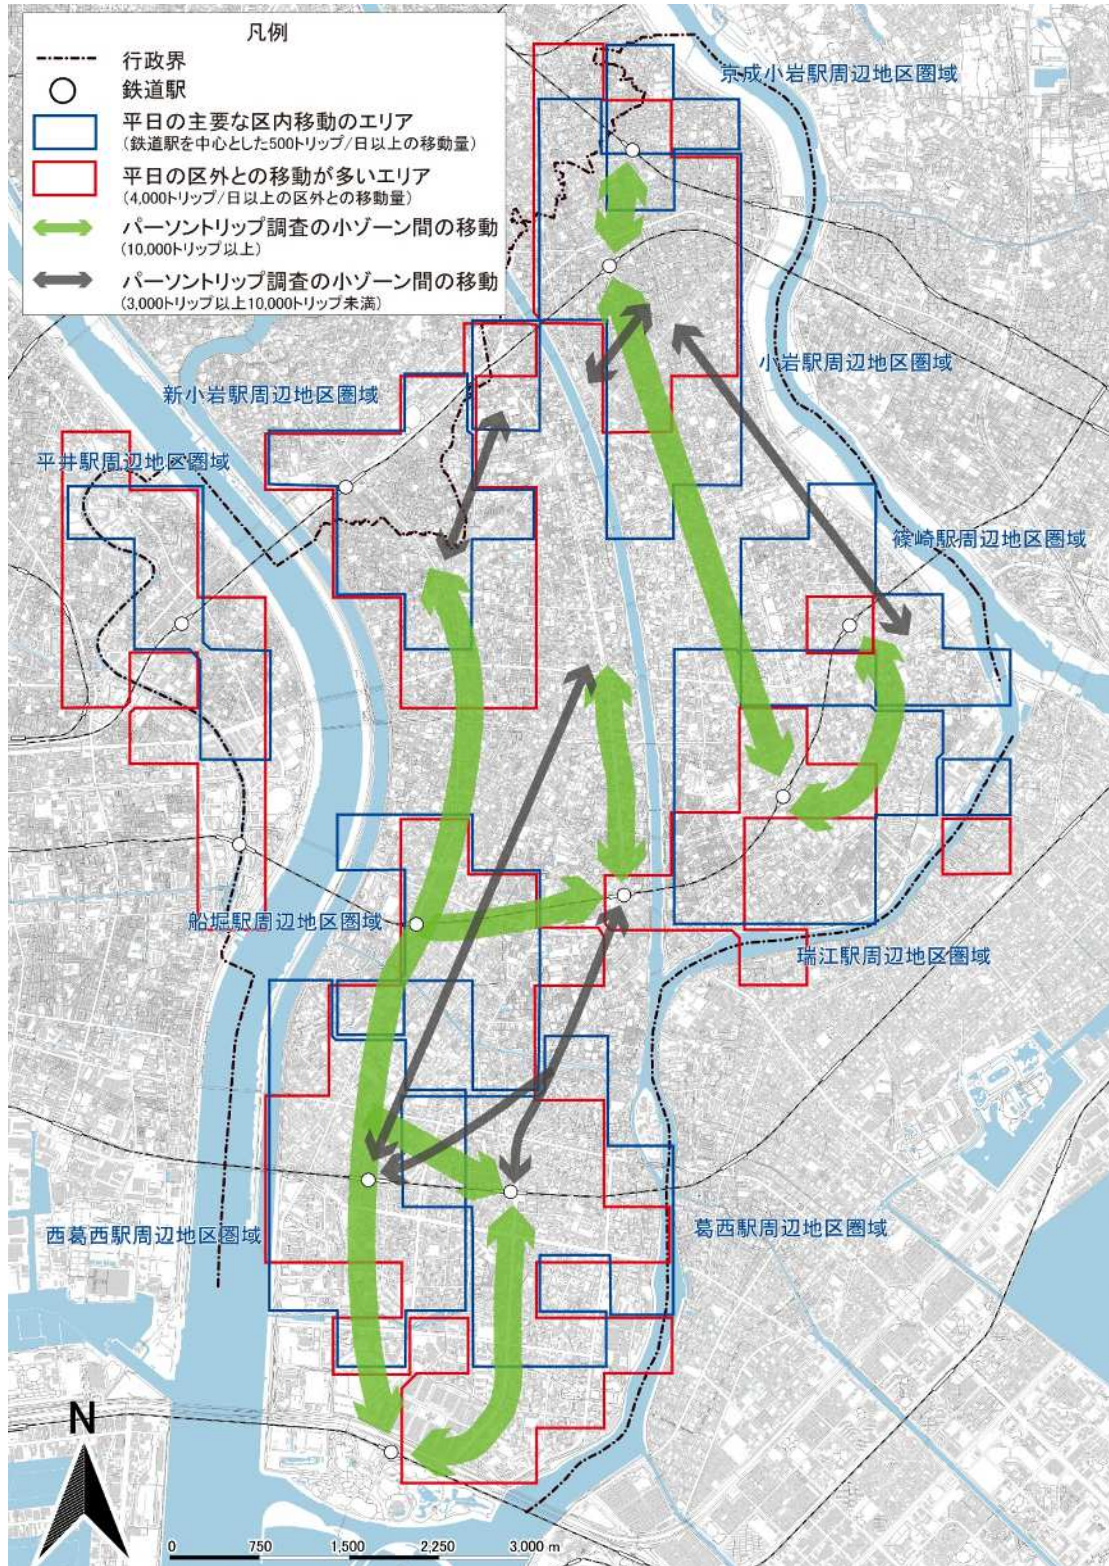 凡例
行政界
鉄道駅
平日の主要な区内移動のエリア
(鉄道駅を中心とした500トリップ/日以上の移動量)
平日の区外との移動が多いエリア
(4,000トリップ/日以上の区外との移動量)
パーソントリップ調査の小ゾーン間の移動
(10,000トリップ以上)
パーソントリップ調査の小ゾーン間の移動
(3,000トリップ以上10,000トリップ未満)
京成小岩駅周辺地区圏域
小岩駅周辺地区圏域
新小岩駅周辺地区圏域
平井駅周辺地区圏域
篠崎駅周辺地区圏域
船堀駅周辺地区圏域
瑞江駅周辺地区圏域
西葛西駅周辺地区圏域
葛西駅周辺地区圏域
N
0 750 1,500 2,250 3,000 m